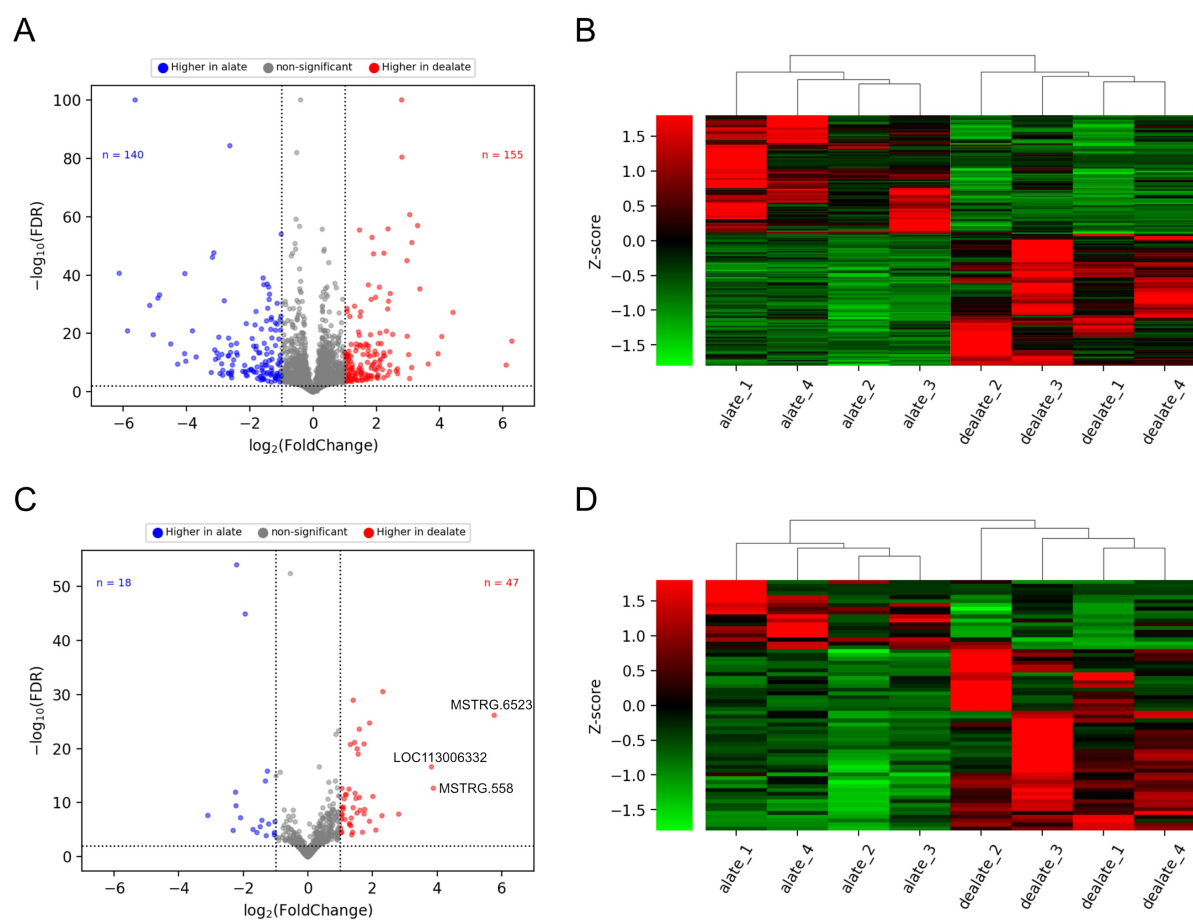 A
Higher in alate
non-significant
Higher in dealate
n = 140
n = 155
100
80
60
40
20
0
−log₁₀(FDR)
−6
−4
−2
0
2
4
6
log₂(FoldChange)
B
1.5
1.0
0.5
0.0
−0.5
−1.0
−1.5
Z-score
alate_1
alate_4
alate_2
alate_3
dealate_2
dealate_3
dealate_1
dealate_4
C
Higher in alate
non-significant
Higher in dealate
n = 18
n = 47
50
40
30
20
10
0
−log₁₀(FDR)
MSTRG.6523
LOC113006332
MSTRG.558
−6
−4
−2
0
2
4
6
log₂(FoldChange)
D
1.5
1.0
0.5
0.0
−0.5
−1.0
−1.5
Z-score
alate_1
alate_4
alate_2
alate_3
dealate_2
dealate_3
dealate_1
dealate_4